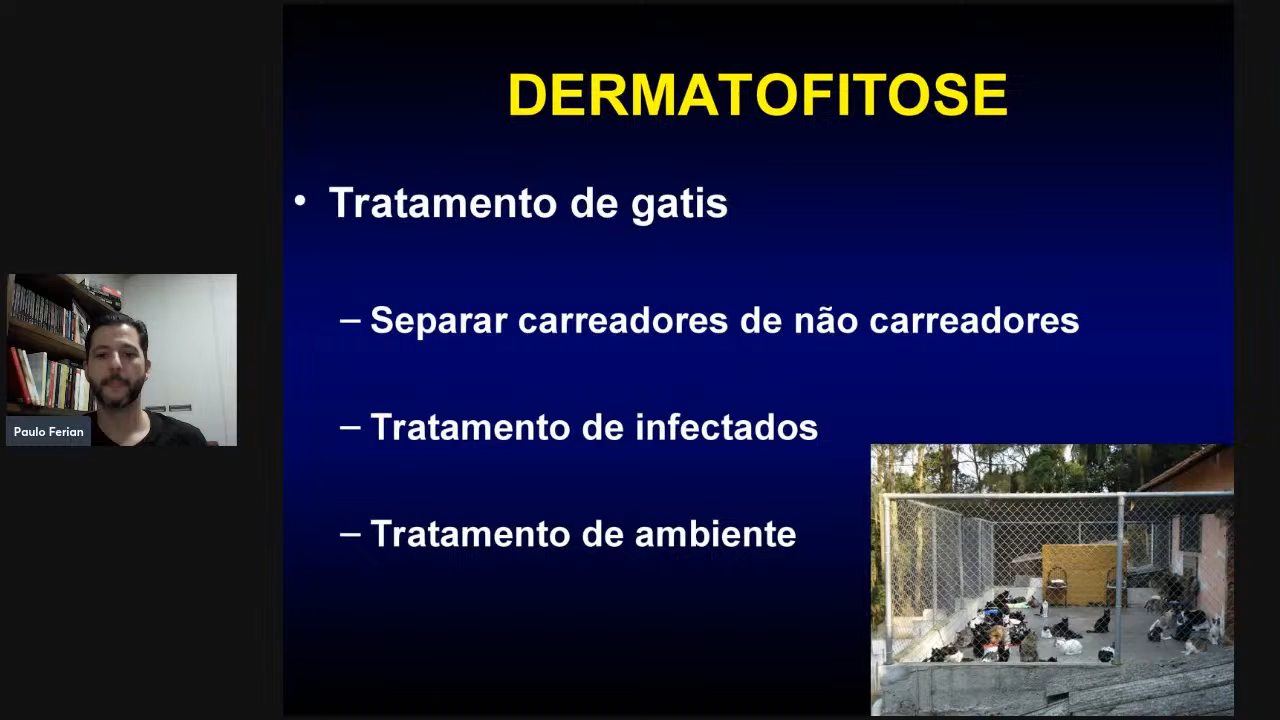 DERMATOFITOSE
• Tratamento de gatis
– Separar carreadores de não carreadores
– Tratamento de infectados
– Tratamento de ambiente
Paulo Ferian